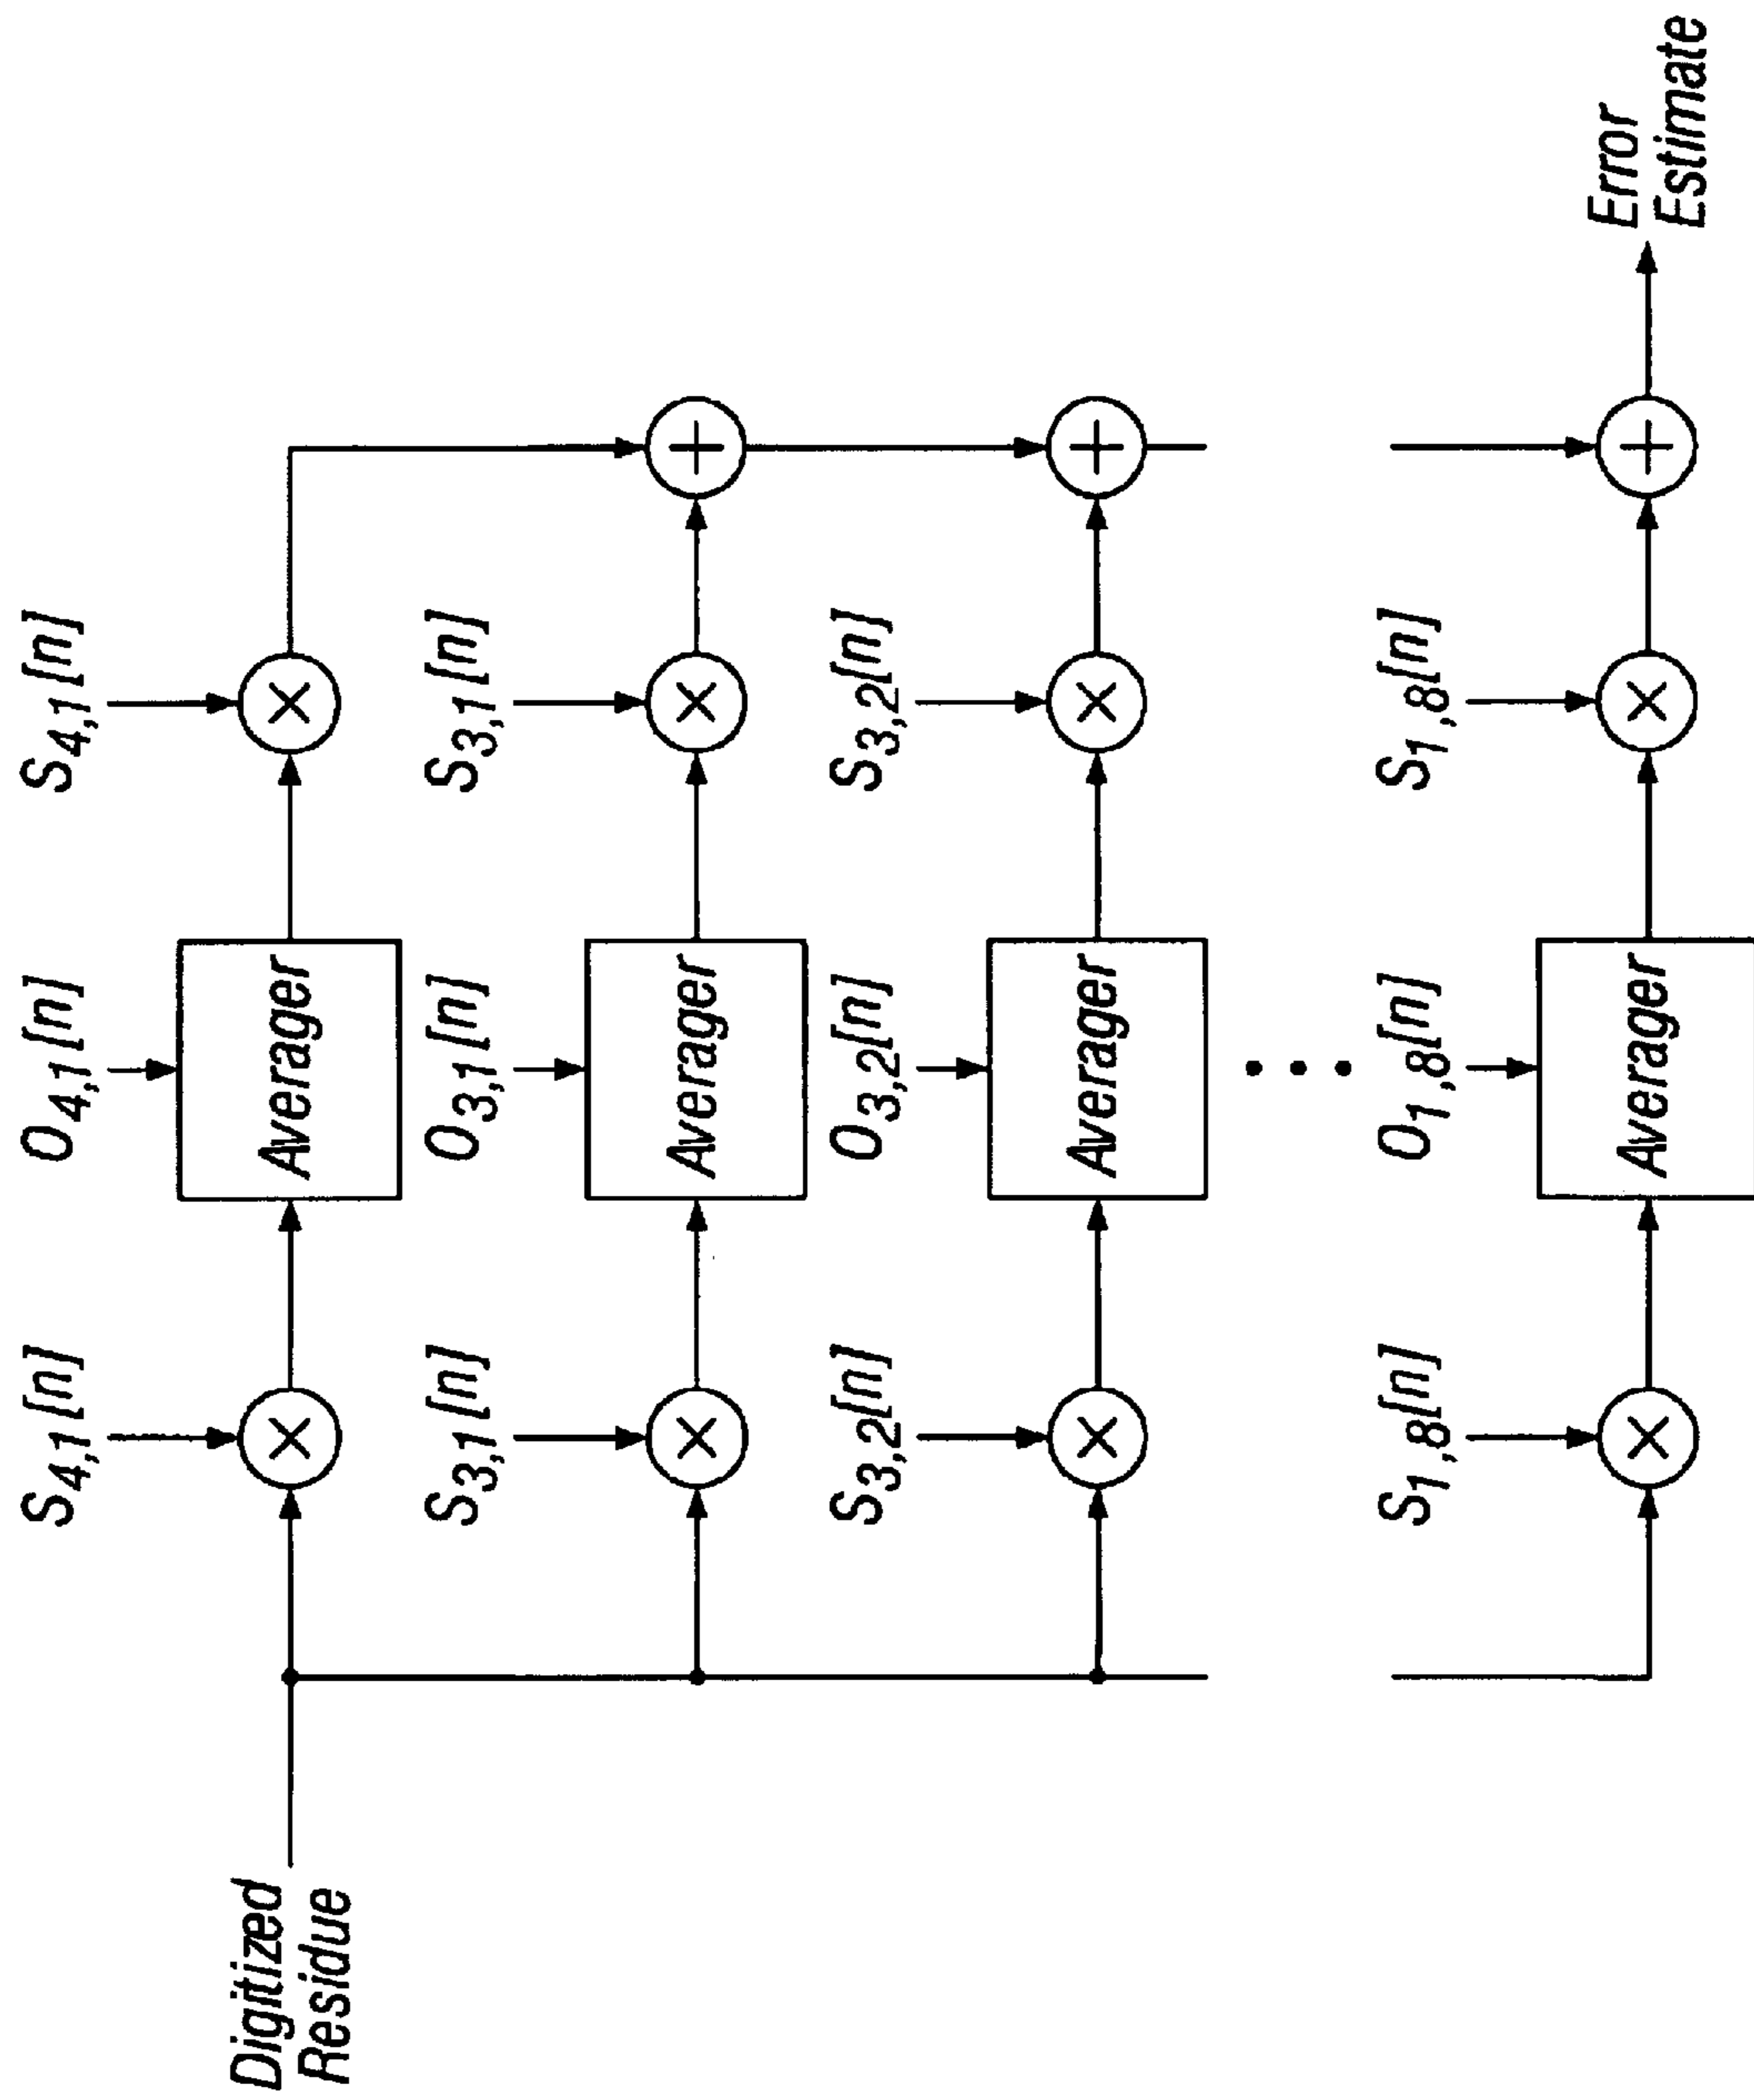 Digitized
Residue
S4,1[n]
O4,1[n]
S4,1[n]
Averager
S3,1[n]
O3,1[n]
S3,1[n]
Averager
S3,2[n]
O3,2[n]
S3,2[n]
Averager
S1,8[n]
O1,8[n]
S1,8[n]
Averager
Error
Estimate